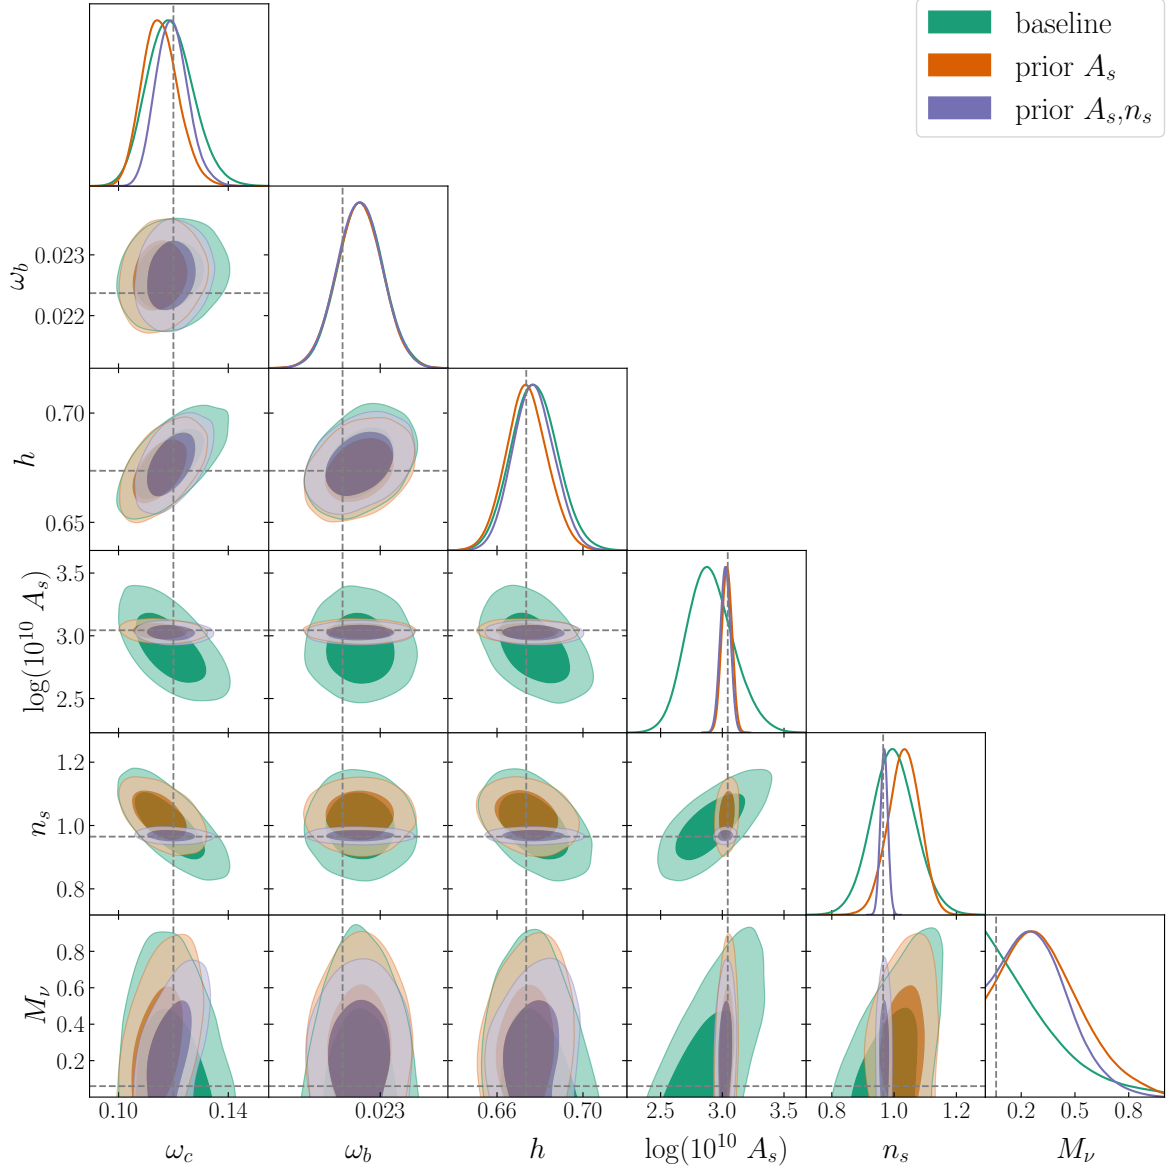 baseline
prior A_s
prior A_s,n_s
ω_b
0.023
0.022
h
0.70
0.65
log(10^10 A_s)
3.5
3.0
2.5
n_s
1.2
1.0
0.8
M_ν
0.8
0.6
0.4
0.2
0.10 0.14 0.023 0.66 0.70 2.5 3.0 3.5 0.8 1.0 1.2 0.2 0.5 0.8
ω_c ω_b h log(10^10 A_s) n_s M_ν